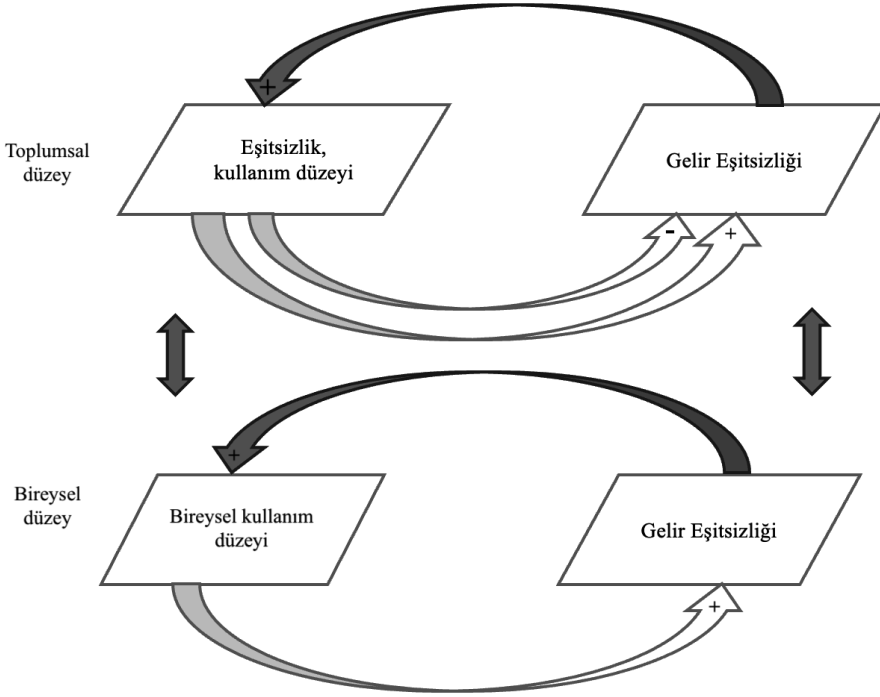 +
Toplumsal
düzey
Eşitsizlik,
kullanım düzeyi
Gelir Eşitsizliği
-
+
+
Bireysel
düzey
Bireysel kullanım
düzeyi
Gelir Eşitsizliği
+